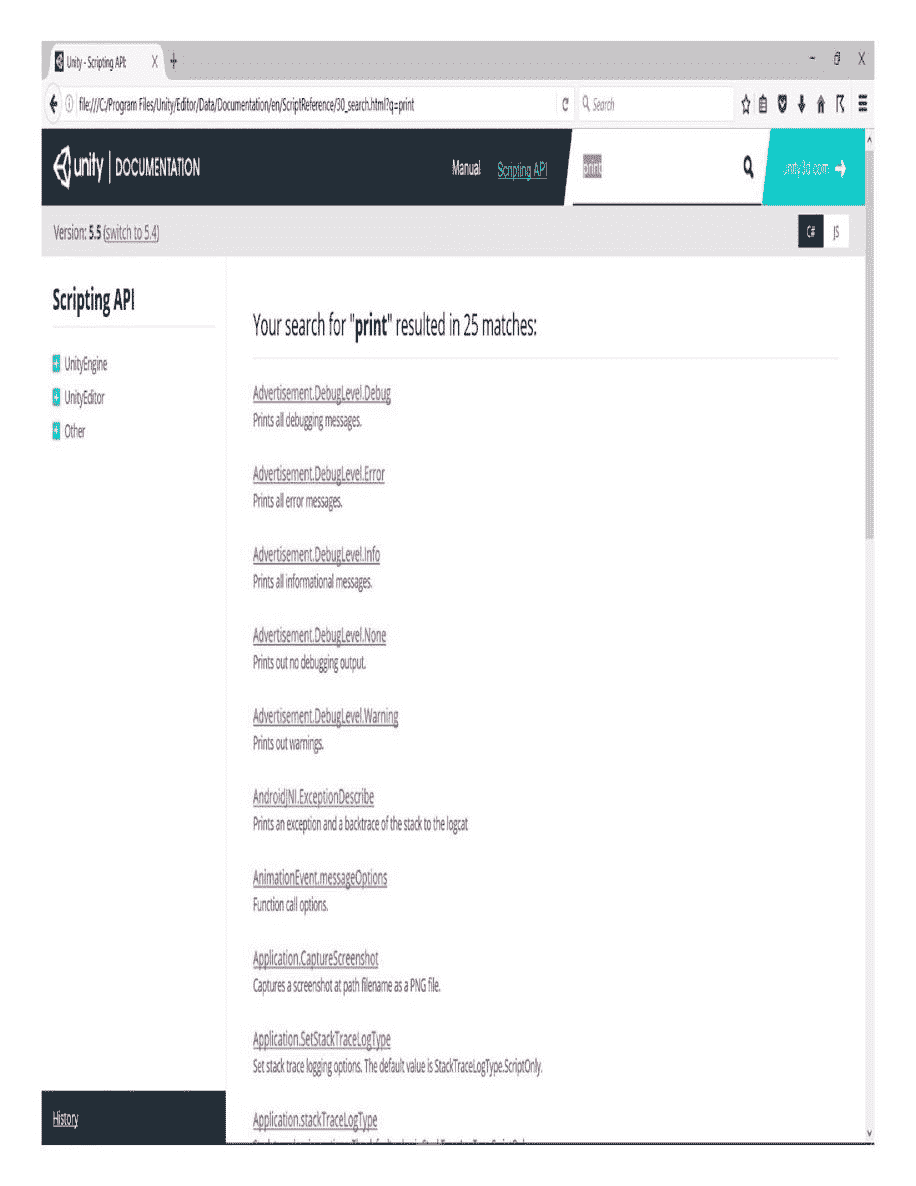 Unity - Scripting API:
file:///C:/Program Files/Unity/Editor/Data/Documentation/en/ScriptReference/30_search.html?q=print
Search
unity | DOCUMENTATION
Manual
Scripting API
print
unity3d.com
Version: 5.5 (switch to 5.4)
C#
JS
Scripting API
UnityEngine
UnityEditor
Other
Your search for "print" resulted in 25 matches:
Advertisement.DebugLevel.Debug
Prints all debugging messages.
Advertisement.DebugLevel.Error
Prints all error messages.
Advertisement.DebugLevel.Info
Prints all informational messages.
Advertisement.DebugLevel.None
Prints out no debugging output.
Advertisement.DebugLevel.Warning
Prints out warnings.
AndroidJNI.ExceptionDescribe
Prints an exception and a backtrace of the stack to the logcat
AnimationEvent.messageOptions
Function call options.
Application.CaptureScreenshot
Captures a screenshot at path filename as a PNG file.
Application.SetStackTraceLogType
Set stack trace logging options. The default value is StackTraceLogType.ScriptOnly.
Application.stackTraceLogType
History